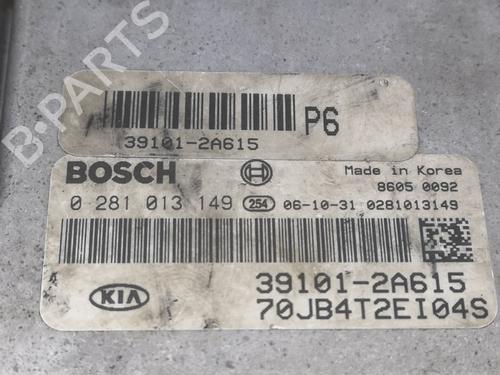 B-PARTS
39101-2A615
P6
BOSCH
Made in Korea
8605 0092
0 281 013 149 254 06-10-31 0281013149
KIA
39101-2A615
70JB4T2EI04S